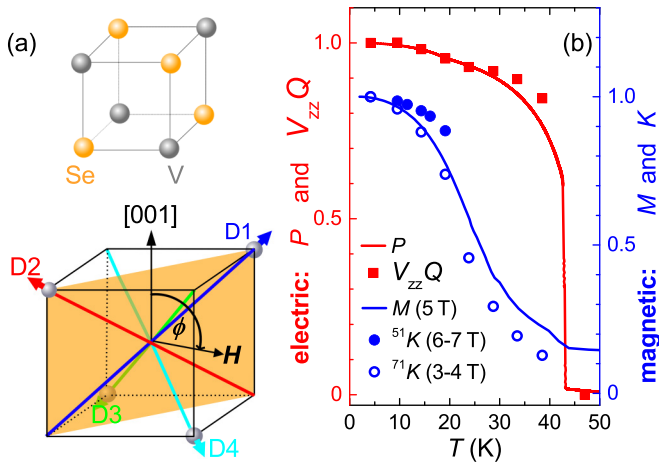 (a)
Se
V
[001]
D1
D2
ϕ
H
D3
D4
(b)
electric: P and VzzQ
1.0
0.5
0
P
VzzQ
M (5 T)
⁵¹K (6-7 T)
⁷¹K (3-4 T)
0 10 20 30 40 50
T (K)
1.0
0.5
0
magnetic: M and K